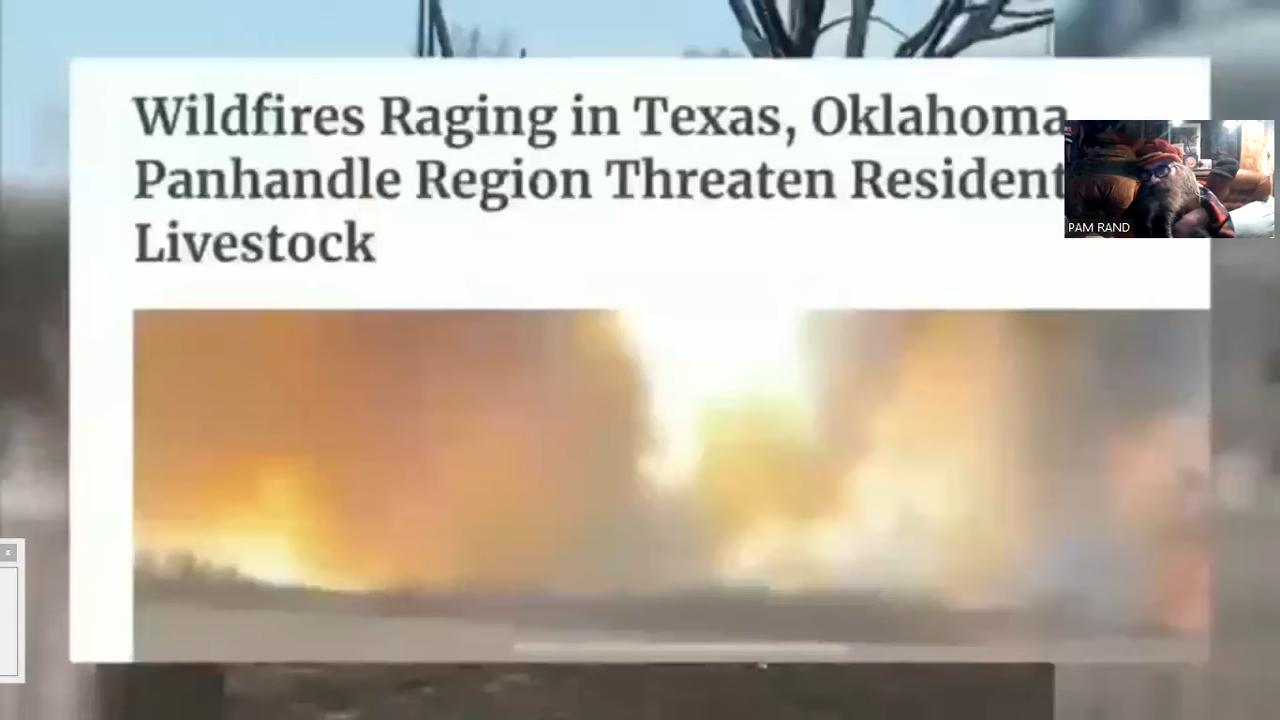 Wildfires Raging in Texas, Oklahoma
Panhandle Region Threaten Resident
Livestock
PAM RAND
x